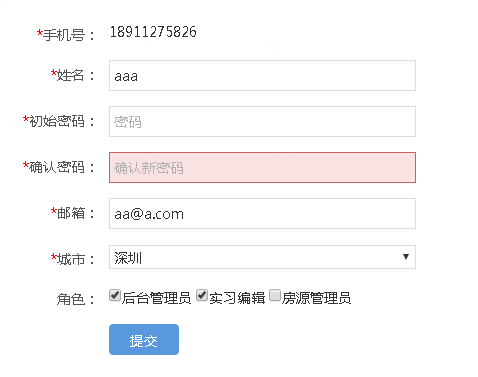 *手机号： 18911275826
*姓名： aaa
*初始密码： 密码
*确认密码： 确认新密码
*邮箱： aa@a.com
*城市： 深圳
角色： 后台管理员 实习编辑 房源管理员
提交